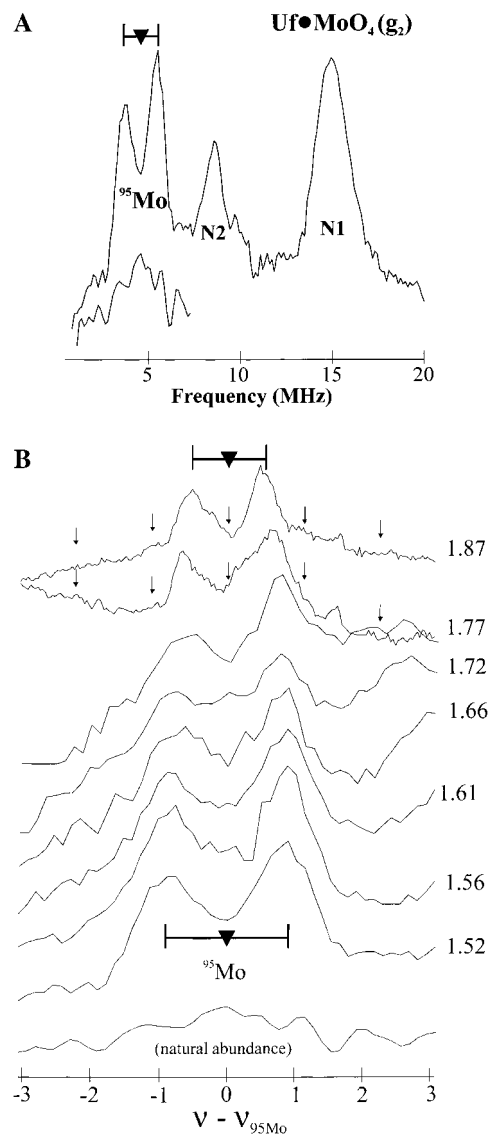 A
Uf●MoO₄(g₂)
⁹⁵Mo
N2
N1
5 10 15 20
Frequency (MHz)
B
1.87
1.77
1.72
1.66
1.61
1.56
1.52
⁹⁵Mo
(natural abundance)
-3 -2 -1 0 1 2 3
ν - ν₉₅Mo